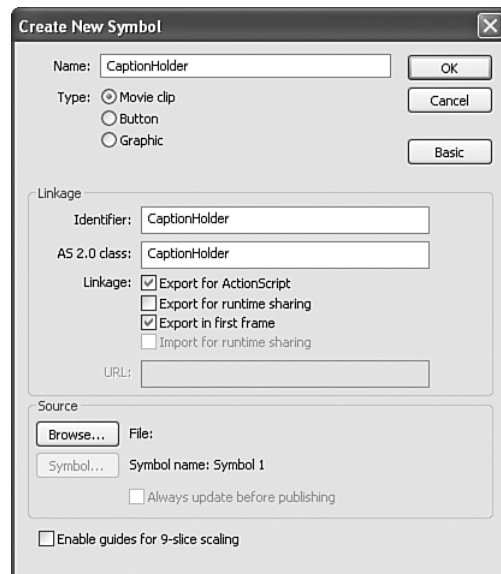 Create New Symbol
Name: CaptionHolder
OK
Type: Movie clip
Cancel
Button
Graphic
Basic
Linkage
Identifier: CaptionHolder
AS 2.0 class: CaptionHolder
Linkage: Export for ActionScript
Export for runtime sharing
Export in first frame
Import for runtime sharing
URL:
Source
Browse... File:
Symbol... Symbol name: Symbol 1
Always update before publishing
Enable guides for 9-slice scaling